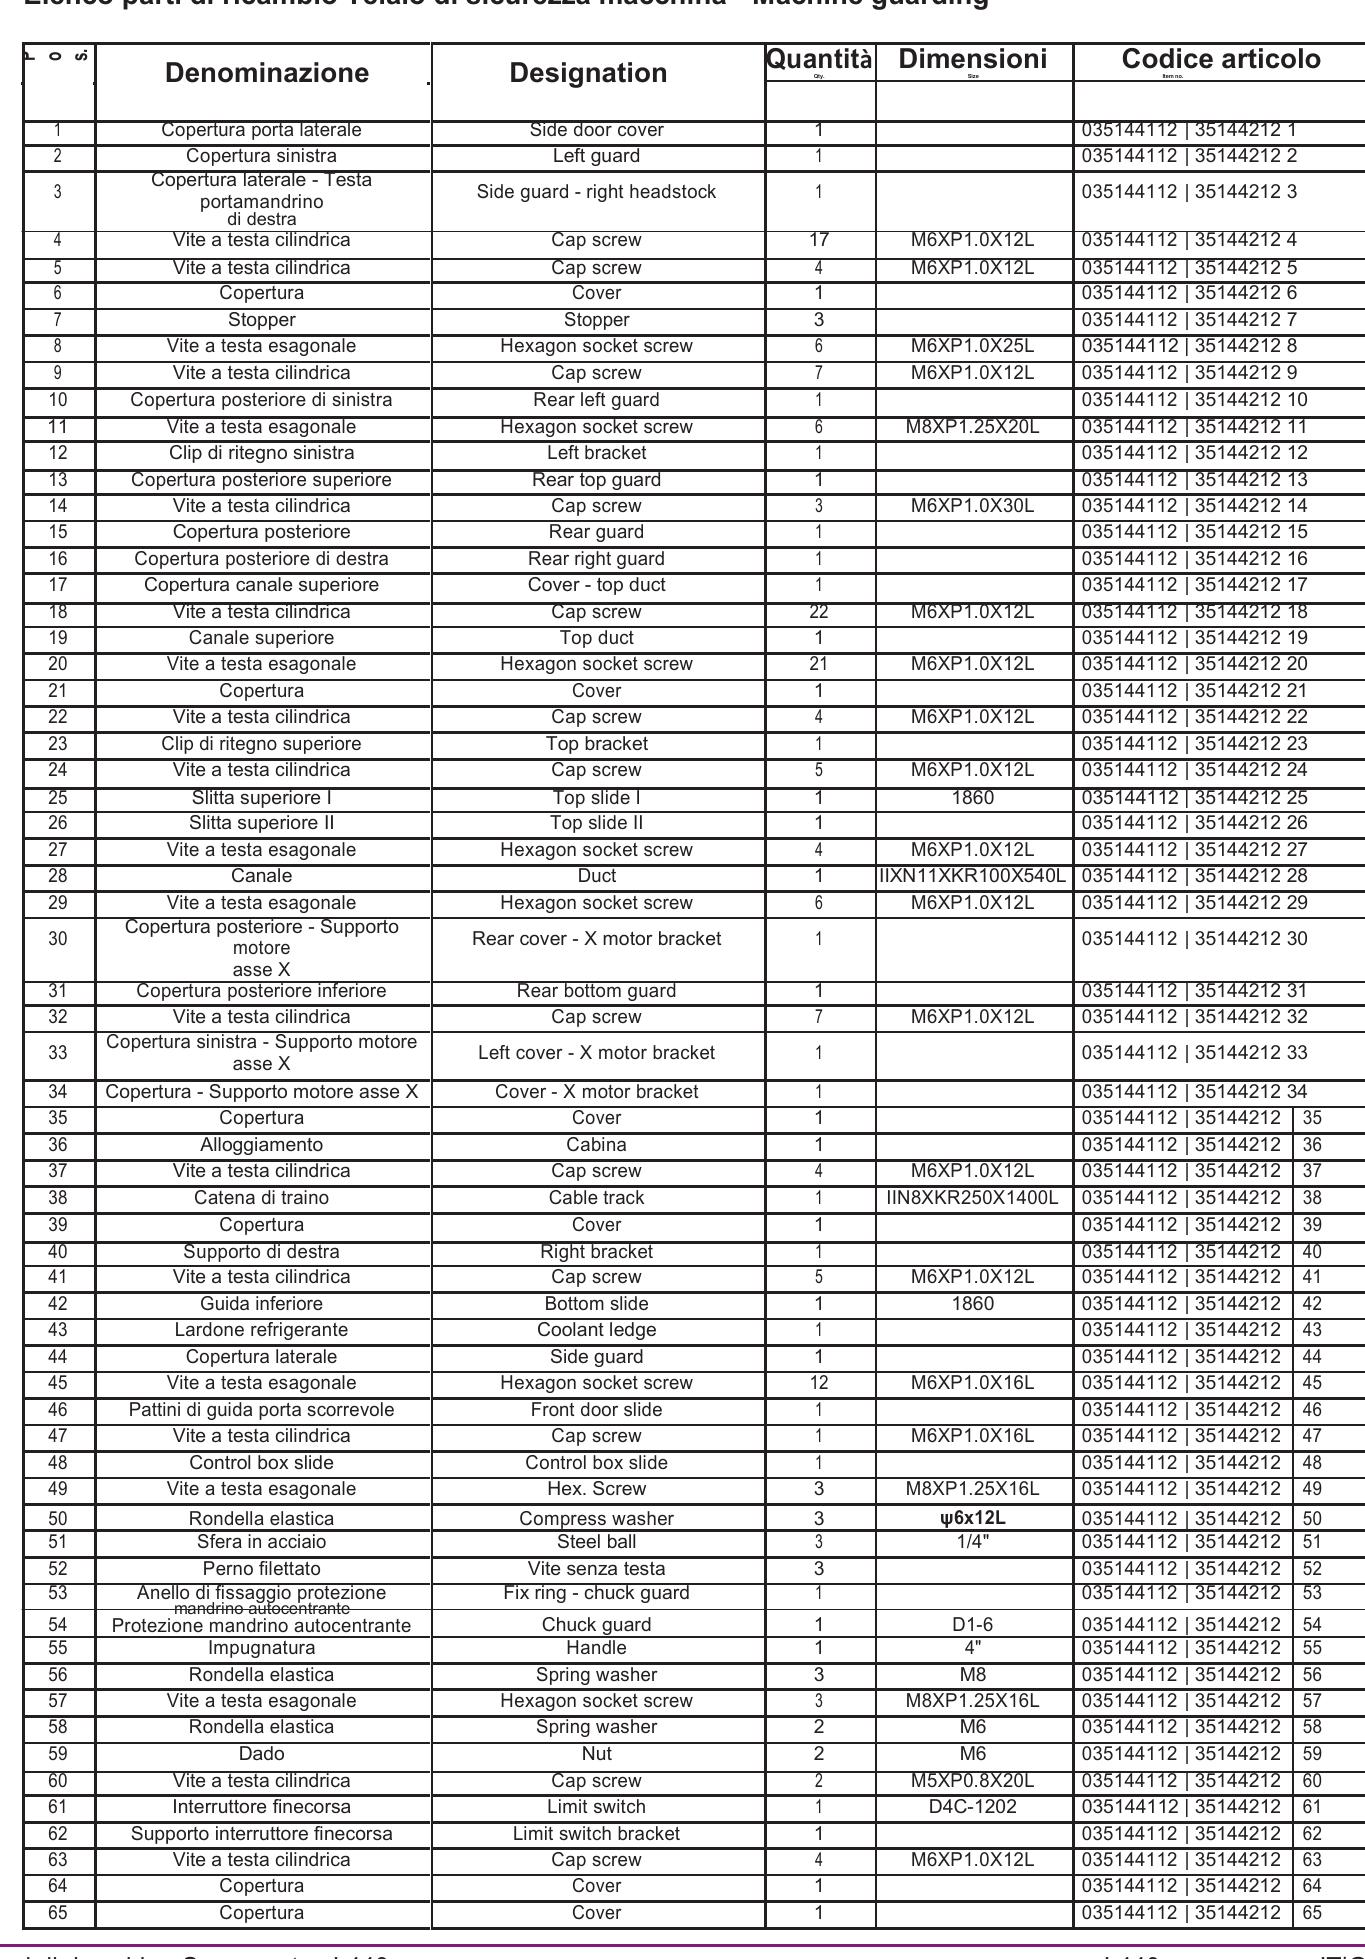 Elenco parti di ricambio Telaio di sicurezza macchina - Machine guarding
Pos. Denominazione Designation Quantità Dimensioni Codice articolo
Qty. Size Item no.
1 Copertura porta laterale Side door cover 1 035144112 | 35144212 1
2 Copertura sinistra Left guard 1 035144112 | 35144212 2
Copertura laterale - Testa
portamandrino
3 Side guard - right headstock 1 035144112 | 35144212 3
di destra
4 Vite a testa cilindrica Cap screw 17 M6XP1.0X12L 035144112 | 35144212 4
5 Vite a testa cilindrica Cap screw 4 M6XP1.0X12L 035144112 | 35144212 5
6 Copertura Cover 1 035144112 | 35144212 6
7 Stopper Stopper 3 035144112 | 35144212 7
8 Vite a testa esagonale Hexagon socket screw 6 M6XP1.0X25L 035144112 | 35144212 8
9 Vite a testa cilindrica Cap screw 7 M6XP1.0X12L 035144112 | 35144212 9
10 Copertura posteriore di sinistra Rear left guard 1 035144112 | 35144212 10
11 Vite a testa esagonale Hexagon socket screw 6 M8XP1.25X20L 035144112 | 35144212 11
12 Clip di ritegno sinistra Left bracket 1 035144112 | 35144212 12
13 Copertura posteriore superiore Rear top guard 1 035144112 | 35144212 13
14 Vite a testa cilindrica Cap screw 3 M6XP1.0X30L 035144112 | 35144212 14
15 Copertura posteriore Rear guard 1 035144112 | 35144212 15
16 Copertura posteriore di destra Rear right guard 1 035144112 | 35144212 16
17 Copertura canale superiore Cover - top duct 1 035144112 | 35144212 17
18 Vite a testa cilindrica Cap screw 22 M6XP1.0X12L 035144112 | 35144212 18
19 Canale superiore Top duct 1 035144112 | 35144212 19
20 Vite a testa esagonale Hexagon socket screw 21 M6XP1.0X12L 035144112 | 35144212 20
21 Copertura Cover 1 035144112 | 35144212 21
22 Vite a testa cilindrica Cap screw 4 M6XP1.0X12L 035144112 | 35144212 22
23 Clip di ritegno superiore Top bracket 1 035144112 | 35144212 23
24 Vite a testa cilindrica Cap screw 5 M6XP1.0X12L 035144112 | 35144212 24
25 Slitta superiore I Top slide I 1 1860 035144112 | 35144212 25
26 Slitta superiore II Top slide II 1 035144112 | 35144212 26
27 Vite a testa esagonale Hexagon socket screw 4 M6XP1.0X12L 035144112 | 35144212 27
28 Canale Duct 1 IIXN11XKR100X540L 035144112 | 35144212 28
29 Vite a testa esagonale Hexagon socket screw 6 M6XP1.0X12L 035144112 | 35144212 29
Copertura posteriore - Supporto
motore
30 Rear cover - X motor bracket 1 035144112 | 35144212 30
asse X
31 Copertura posteriore inferiore Rear bottom guard 1 035144112 | 35144212 31
32 Vite a testa cilindrica Cap screw 7 M6XP1.0X12L 035144112 | 35144212 32
Copertura sinistra - Supporto motore
33 asse X Left cover - X motor bracket 1 035144112 | 35144212 33
34 Copertura - Supporto motore asse X Cover - X motor bracket 1 035144112 | 35144212 34
35 Copertura Cover 1 035144112 | 35144212 35
36 Alloggiamento Cabina 1 035144112 | 35144212 36
37 Vite a testa cilindrica Cap screw 4 M6XP1.0X12L 035144112 | 35144212 37
38 Catena di traino Cable track 1 IIN8XKR250X1400L 035144112 | 35144212 38
39 Copertura Cover 1 035144112 | 35144212 39
40 Supporto di destra Right bracket 1 035144112 | 35144212 40
41 Vite a testa cilindrica Cap screw 5 M6XP1.0X12L 035144112 | 35144212 41
42 Guida inferiore Bottom slide 1 1860 035144112 | 35144212 42
43 Lardone refrigerante Coolant ledge 1 035144112 | 35144212 43
44 Copertura laterale Side guard 1 035144112 | 35144212 44
45 Vite a testa esagonale Hexagon socket screw 12 M6XP1.0X16L 035144112 | 35144212 45
46 Pattini di guida porta scorrevole Front door slide 1 035144112 | 35144212 46
47 Vite a testa cilindrica Cap screw 1 M6XP1.0X16L 035144112 | 35144212 47
48 Control box slide Control box slide 1 035144112 | 35144212 48
49 Vite a testa esagonale Hex. Screw 3 M8XP1.25X16L 035144112 | 35144212 49
50 Rondella elastica Compress washer 3 ψ6x12L 035144112 | 35144212 50
51 Sfera in acciaio Steel ball 3 1/4" 035144112 | 35144212 51
52 Perno filettato Vite senza testa 3 035144112 | 35144212 52
53 Anello di fissaggio protezione Fix ring - chuck guard 1 035144112 | 35144212 53
mandrino autocentrante
54 Protezione mandrino autocentrante Chuck guard 1 D1-6 035144112 | 35144212 54
55 Impugnatura Handle 1 4" 035144112 | 35144212 55
56 Rondella elastica Spring washer 3 M8 035144112 | 35144212 56
57 Vite a testa esagonale Hexagon socket screw 3 M8XP1.25X16L 035144112 | 35144212 57
58 Rondella elastica Spring washer 2 M6 035144112 | 35144212 58
59 Dado Nut 2 M6 035144112 | 35144212 59
60 Vite a testa cilindrica Cap screw 2 M5XP0.8X20L 035144112 | 35144212 60
61 Interruttore finecorsa Limit switch 1 D4C-1202 035144112 | 35144212 61
62 Supporto interruttore finecorsa Limit switch bracket 1 035144112 | 35144212 62
63 Vite a testa cilindrica Cap screw 4 M6XP1.0X12L 035144112 | 35144212 63
64 Copertura Cover 1 035144112 | 35144212 64
65 Copertura Cover 1 035144112 | 35144212 65